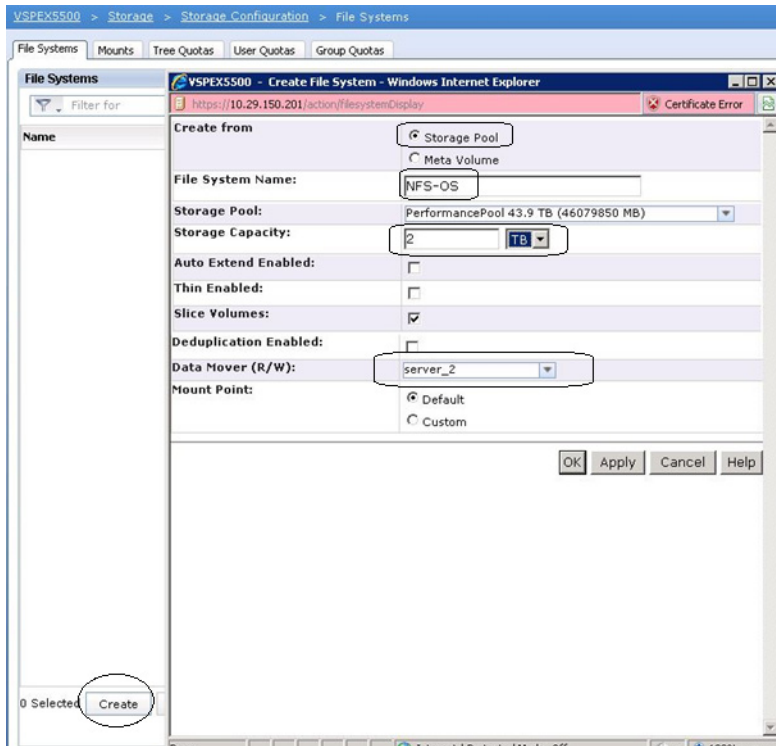 VSPEX5500 > Storage > Storage Configuration > File Systems
File Systems Mounts Tree Quotas User Quotas Group Quotas
File Systems
Filter for
Name
VSPEX5500 - Create File System - Windows Internet Explorer
https://10.29.150.201/action/filesystemDisplay Certificate Error
Create from
Storage Pool
Meta Volume
File System Name: NFS-OS
Storage Pool: PerformancePool 43.9 TB (46079850 MB)
Storage Capacity: 2 TB
Auto Extend Enabled:
Thin Enabled:
Slice Volumes:
Deduplication Enabled:
Data Mover (R/W): server_2
Mount Point:
Default
Custom
OK Apply Cancel Help
0 Selected Create